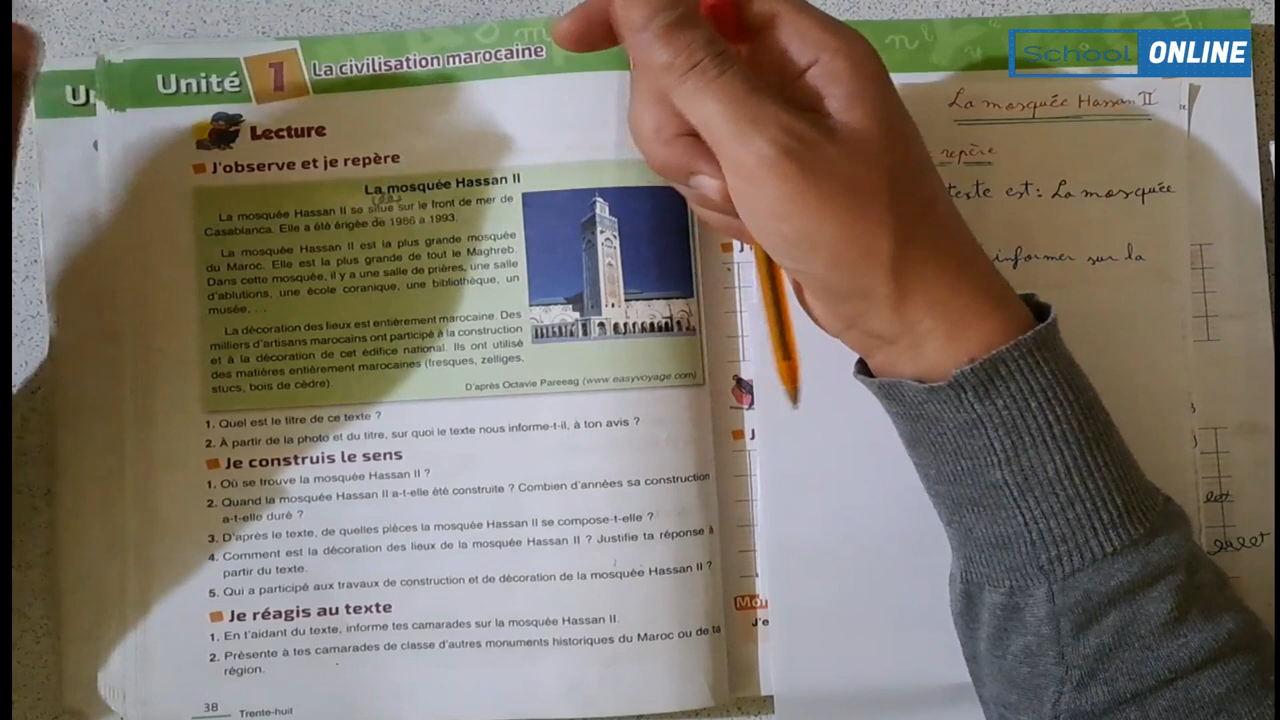 School ONLINE
Unité 1 La civilisation marocaine
Lecture
J'observe et je repère
La mosquée Hassan II
La mosquée Hassan II se situe sur le front de mer de
Casablanca. Elle a été érigée de 1986 à 1993.
La mosquée Hassan II est la plus grande mosquée
du Maroc. Elle est la plus grande de tout le Maghreb.
Dans cette mosquée, il y a une salle de prières, une salle
d'ablutions, une école coranique, une bibliothèque, un
musée, ...
La décoration des lieux est entièrement marocaine. Des
milliers d'artisans marocains ont participé à la construction
et à la décoration de cet édifice national. Ils ont utilisé
des matières entièrement marocaines (fresques, zelliges,
stucs, bois de cèdre).
D'après Octavie Pareeag (www.easyvoyage.com)
1. Quel est le titre de ce texte ?
2. À partir de la photo et du titre, sur quoi le texte nous informe-t-il, à ton avis ?
Je construis le sens
1. Où se trouve la mosquée Hassan II ?
2. Quand la mosquée Hassan II a-t-elle été construite ? Combien d'années sa construction
a-t-elle duré ?
3. D'après le texte, de quelles pièces la mosquée Hassan II se compose-t-elle ?
4. Comment est la décoration des lieux de la mosquée Hassan II ? Justifie ta réponse à
partir du texte.
5. Qui a participé aux travaux de construction et de décoration de la mosquée Hassan II ?
Je réagis au texte
1. En t'aidant du texte, informe tes camarades sur la mosquée Hassan II.
2. Présente à tes camarades de classe d'autres monuments historiques du Maroc ou de ta
région.
38 Trente-huit
La mosquée Hassan II
repère
texte est : La mosquée
informer sur la